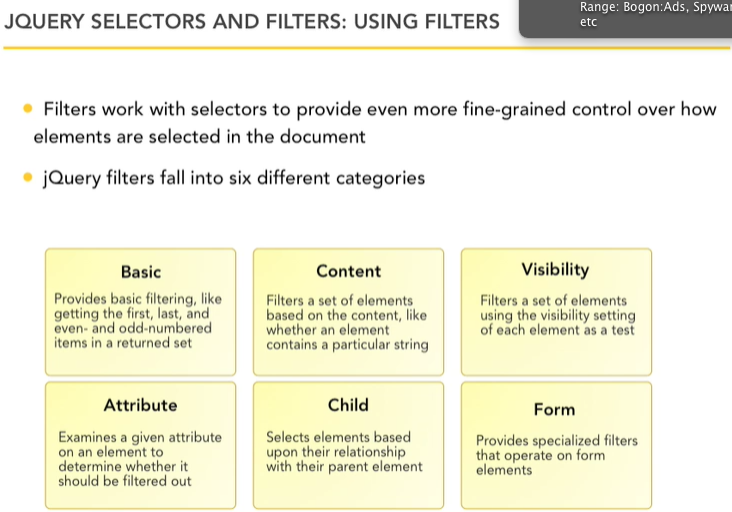 JQUERY SELECTORS AND FILTERS: USING FILTERS
Range: Bogon:Ads,
etc
Filters work with selectors to provide even more fine-grained control over how
elements are selected in the document
jQuery filters fall into six different categories
Basic
Provides basic filtering, like
getting the first, last, and
even- and odd-numbered
items in a returned set
Content
Filters a set of elements
based on the content, like
whether an element
contains a particular string
Visibility
Filters a set of elements
using the visibility setting
of each element as a test
Attribute
Examines a given attribute
on an element to
determine whether it
should be filtered out
Child
Selects elements based
upon their relationship
with their parent element
Form
Provides specialized filters
that operate on form
elements